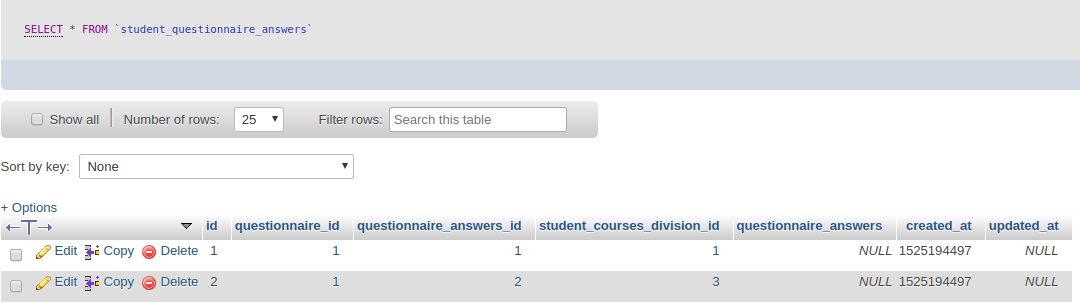 SELECT * FROM `student_questionnaire_answers`
Show all Number of rows: 25 Filter rows: Search this table
Sort by key: None
+ Options
id questionnaire_id questionnaire_answers_id student_courses_division_id questionnaire_answers created_at updated_at
Edit Copy Delete 1 1 1 1 NULL 1525194497 NULL
Edit Copy Delete 2 1 2 3 NULL 1525194497 NULL